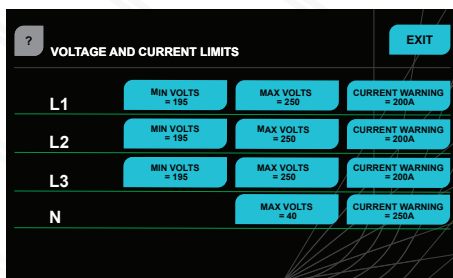 ?
VOLTAGE AND CURRENT LIMITS
EXIT
L1
MIN VOLTS
= 195
MAX VOLTS
= 250
CURRENT WARNING
= 200A
L2
MIN VOLTS
= 195
MAX VOLTS
= 250
CURRENT WARNING
= 200A
L3
MIN VOLTS
= 195
MAX VOLTS
= 250
CURRENT WARNING
= 200A
N
MAX VOLTS
= 40
CURRENT WARNING
= 250A